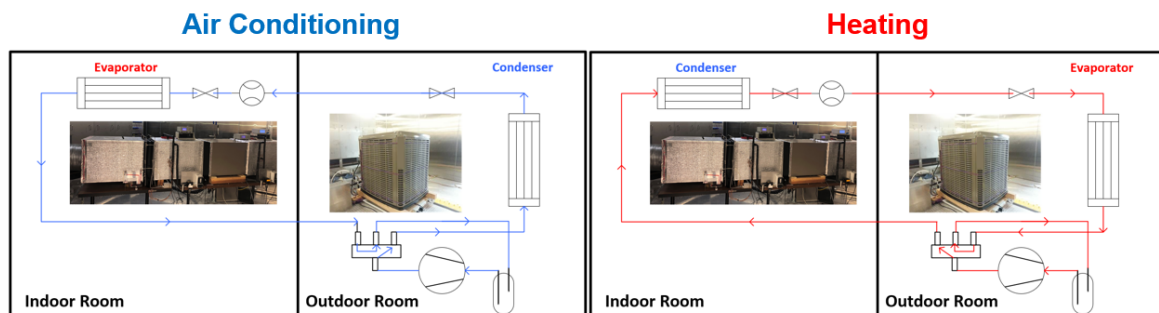 Air Conditioning
Heating
Evaporator
Condenser
Condenser
Evaporator
Indoor Room
Outdoor Room
Indoor Room
Outdoor Room